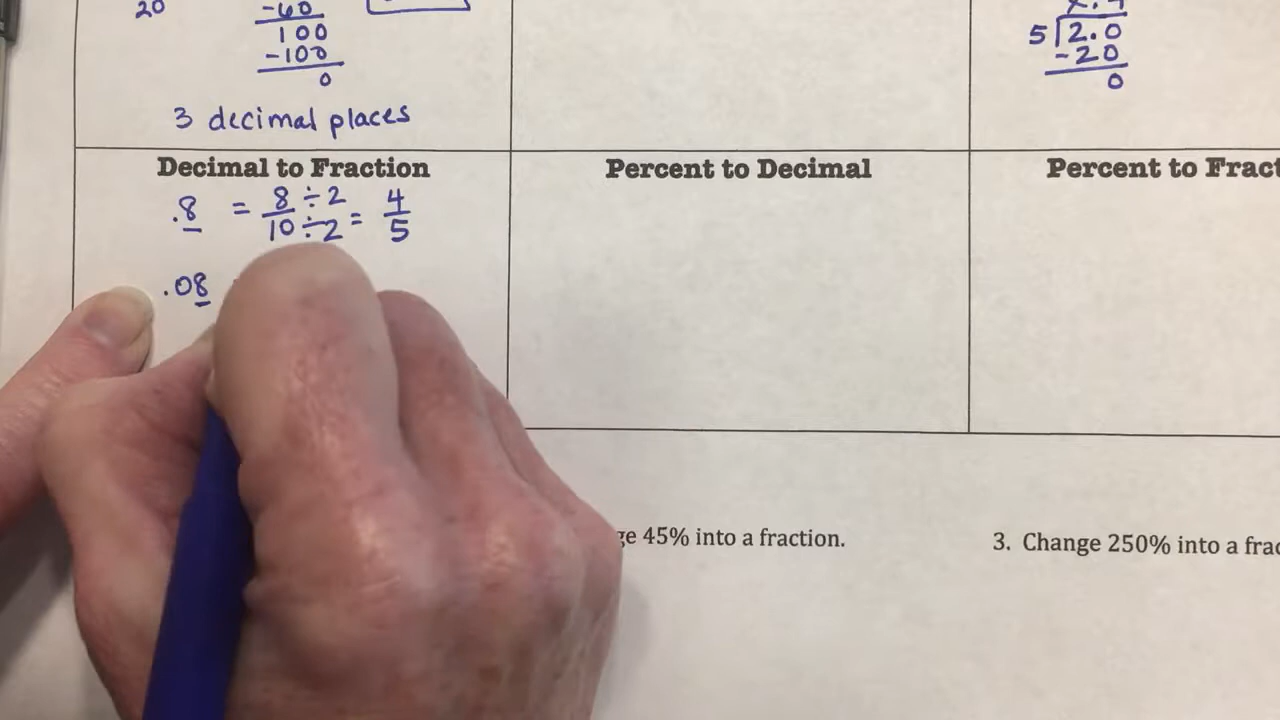 20
-60
100
-100
0
3 decimal places
5 2.0
-20
0
Decimal to Fraction
.8 = 8/10 ÷2/÷2 = 4/5
.08
Percent to Decimal
Percent to Fract
ge 45% into a fraction.
3. Change 250% into a frac